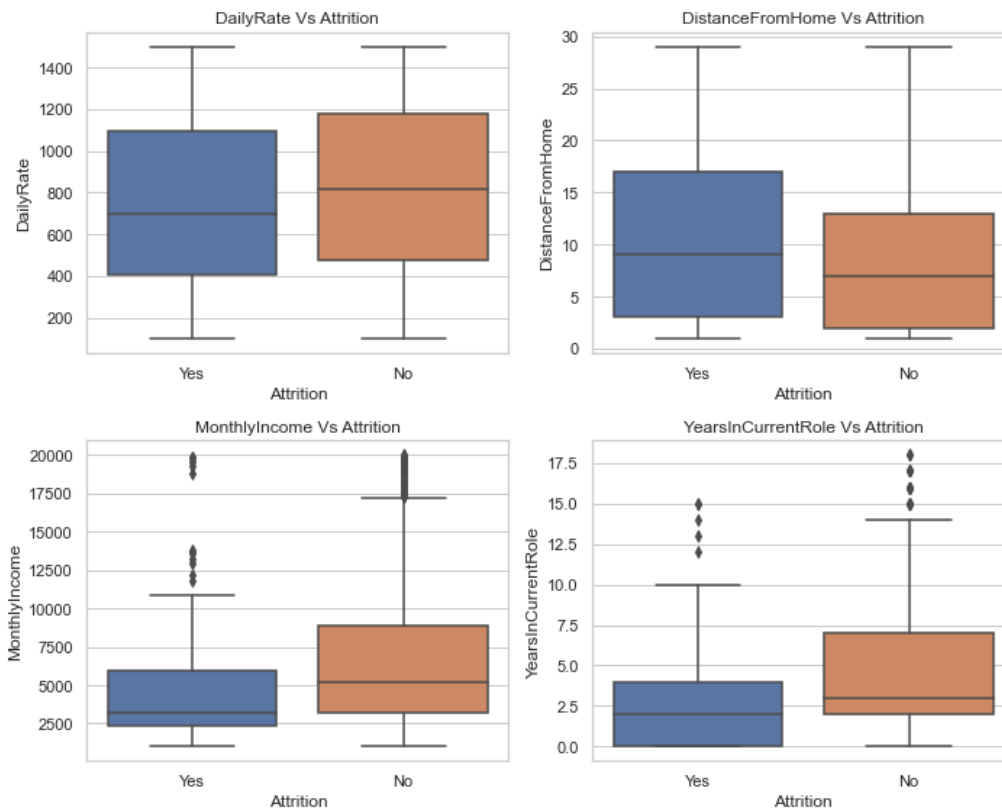 DailyRate Vs Attrition
1400
1200
1000
800
600
400
200
DailyRate
Yes No
Attrition
DistanceFromHome Vs Attrition
30
25
20
15
10
5
0
DistanceFromHome
Yes No
Attrition
MonthlyIncome Vs Attrition
20000
17500
15000
12500
10000
7500
5000
2500
MonthlyIncome
Yes No
Attrition
YearsInCurrentRole Vs Attrition
17.5
15.0
12.5
10.0
7.5
5.0
2.5
0.0
YearsInCurrentRole
Yes No
Attrition